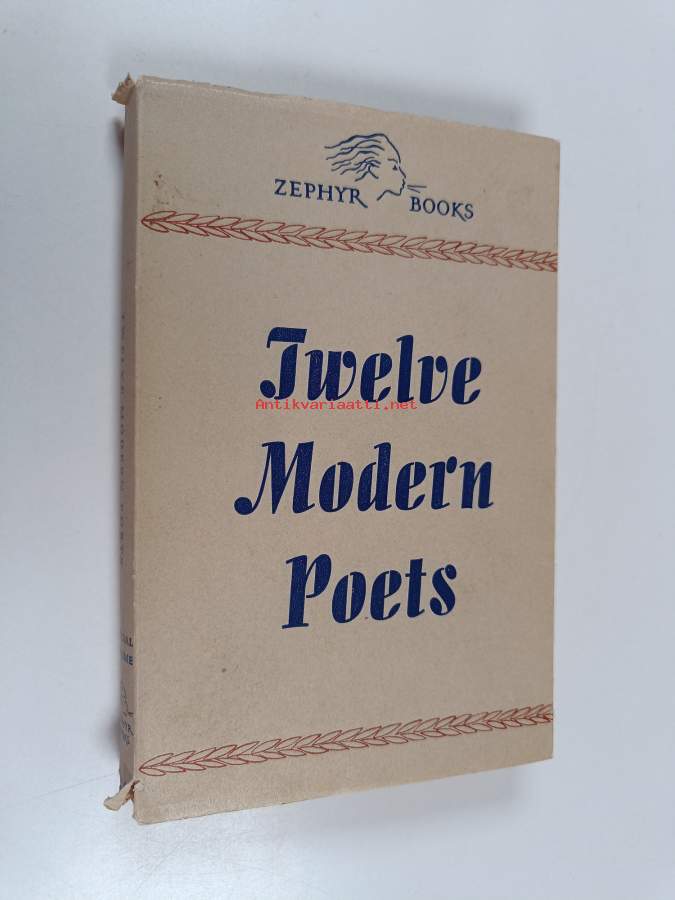 ZEPHYR BOOKS
Twelve
Antikvariaatti.net
Modern
Poets